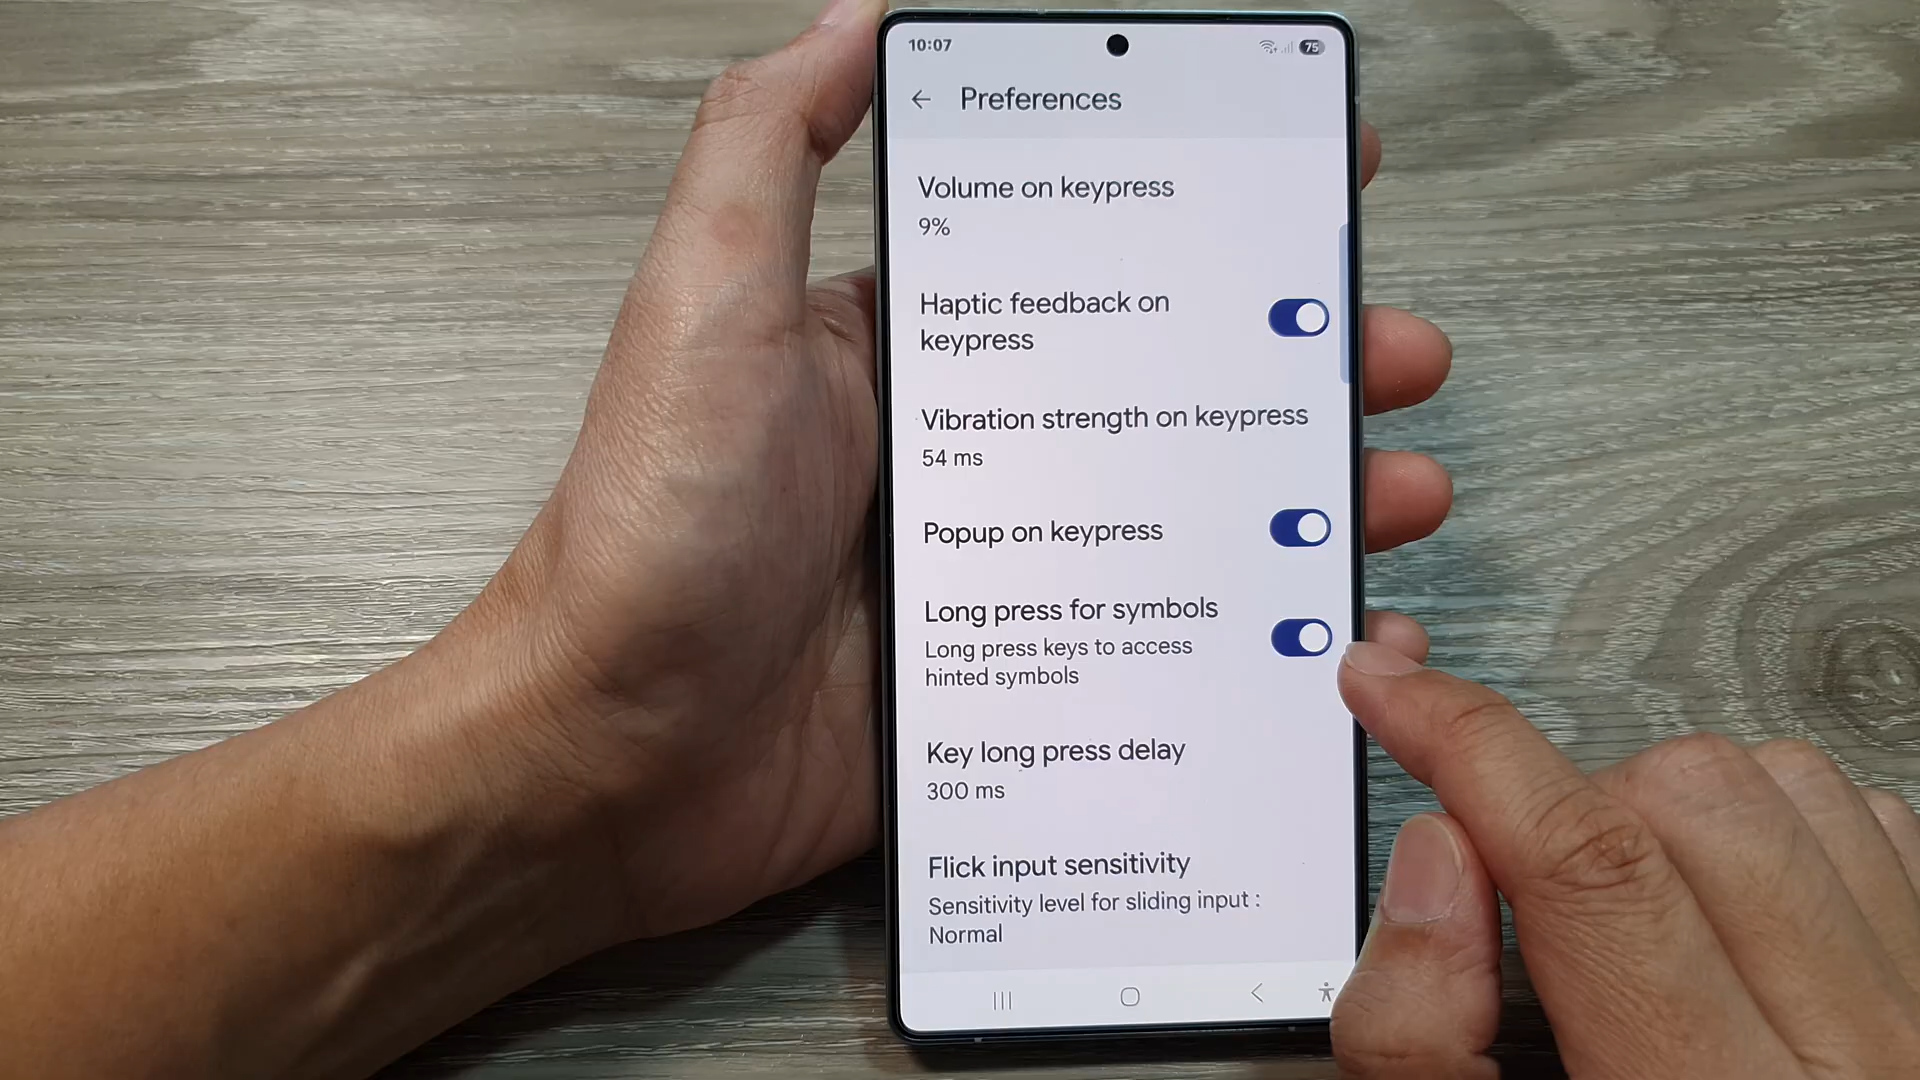 10:07
75
Preferences
Volume on keypress
9%
Haptic feedback on
keypress
Vibration strength on keypress
54 ms
Popup on keypress
Long press for symbols
Long press keys to access
hinted symbols
Key long press delay
300 ms
Flick input sensitivity
Sensitivity level for sliding input :
Normal